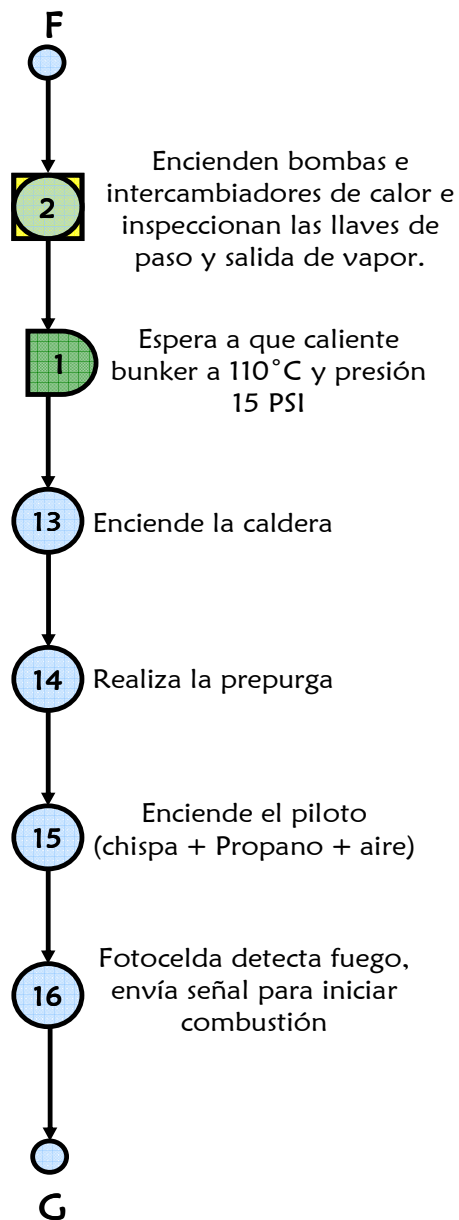 F
2
Encienden bombas e
intercambiadores de calor e
inspeccionan las llaves de
paso y salida de vapor.
1
Espera a que caliente
bunker a 110°C y presión
15 PSI
13
Enciende la caldera
14
Realiza la prepurga
15
Enciende el piloto
(chispa + Propano + aire)
16
Fotocelda detecta fuego,
envía señal para iniciar
combustión
G